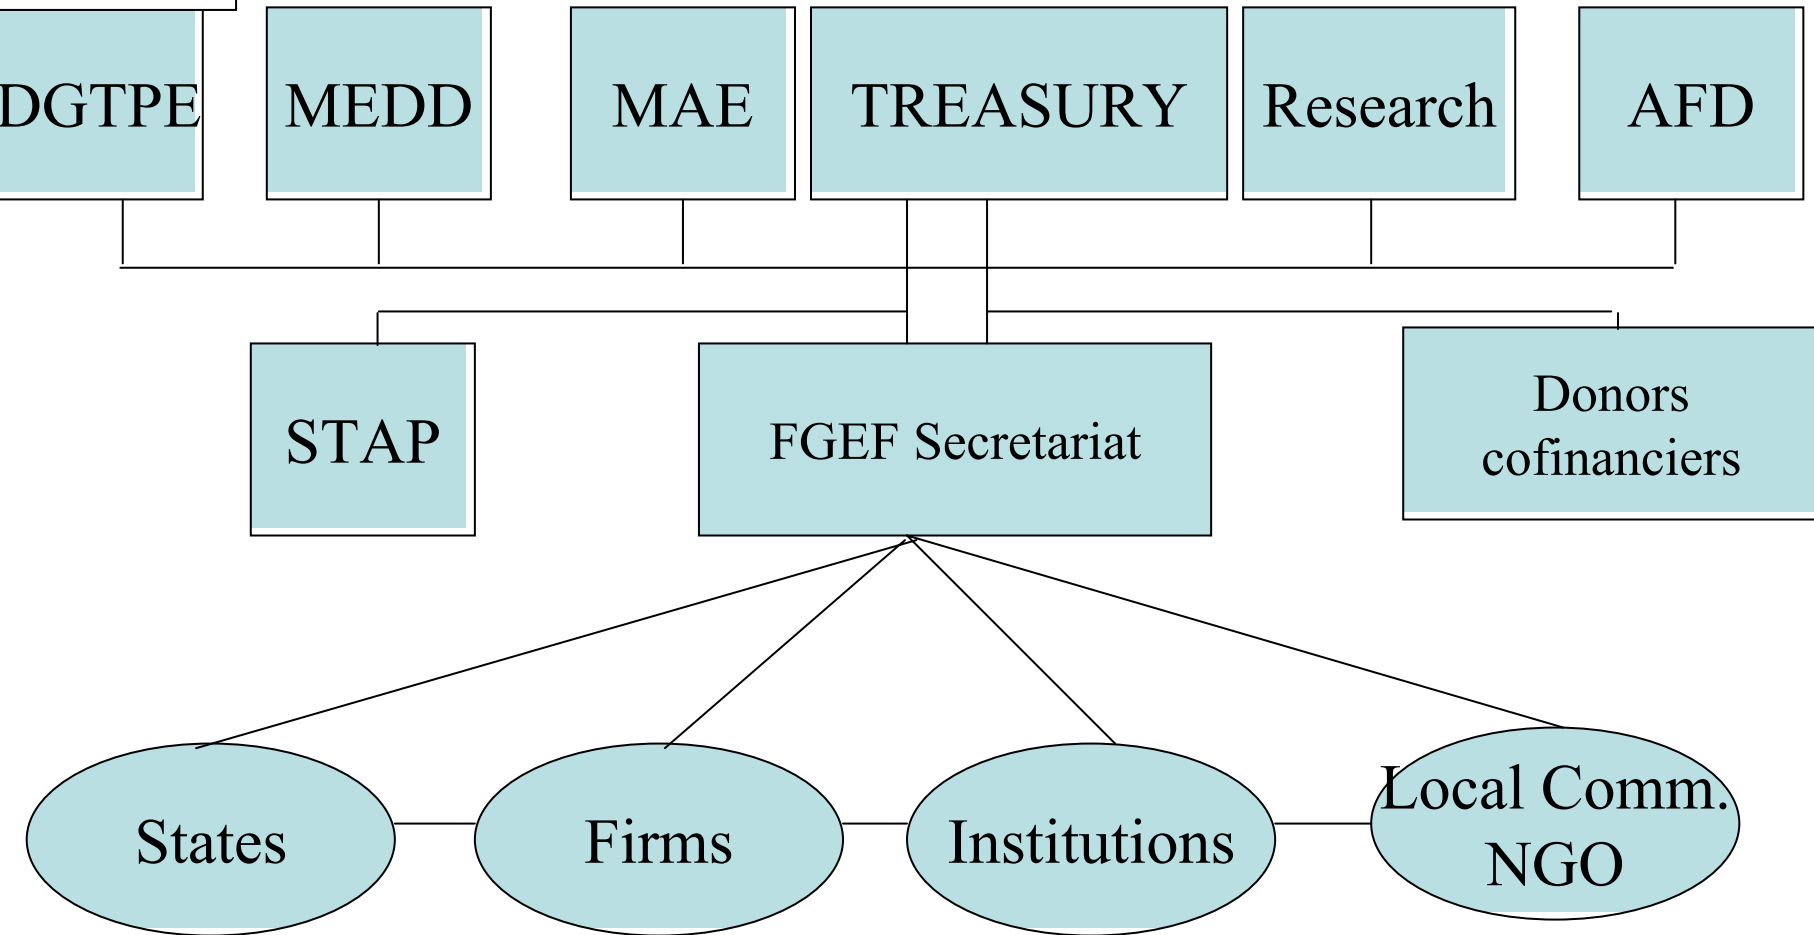 DGTPE
MEDD
MAE
TREASURY
Research
AFD
STAP
FGEF Secretariat
Donors
cofinanciers
States
Firms
Institutions
Local Comm.
NGO